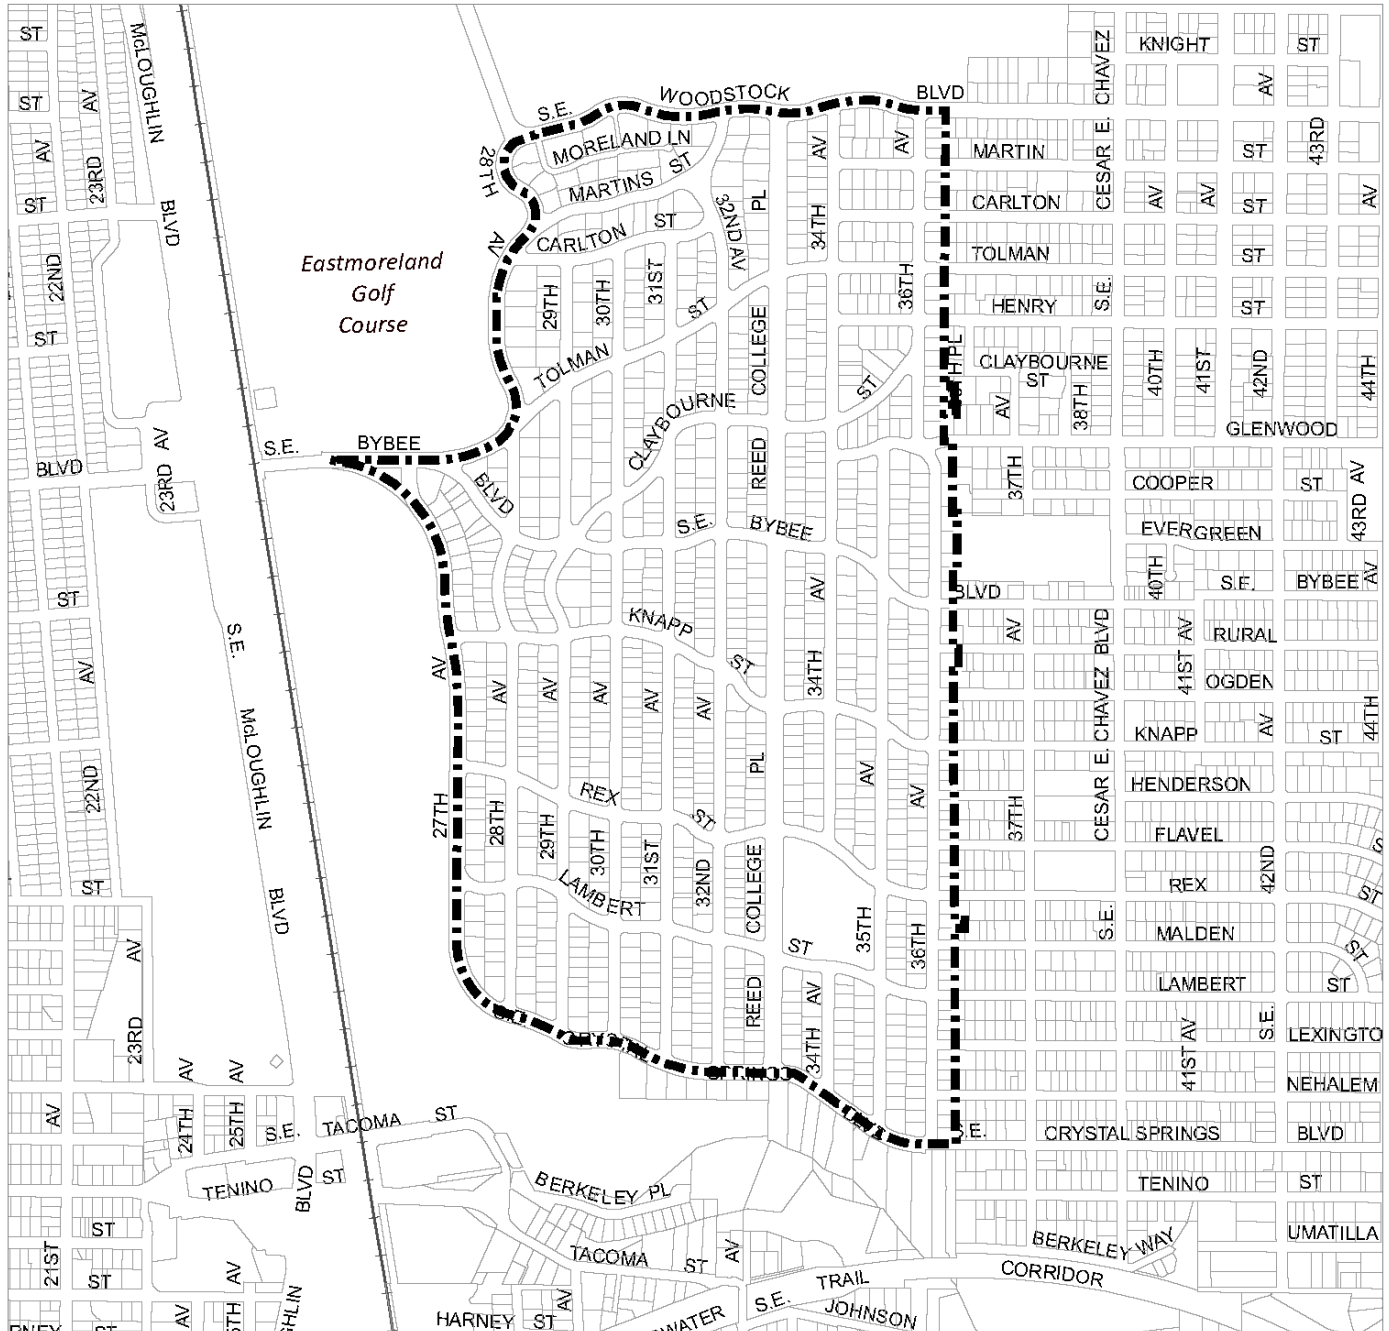 ST
McLOUGHLIN
S.E.
WOODSTOCK
BLVD
CHAVEZ
KNIGHT
ST
ST
AV
AV
AV
23RD
28TH
MORELAND LN
MARTINS
ST
AV
AV
MARTIN
CESAR E.
ST
43RD
ST
BLVD
AV
CARLTON
ST
32ND AV
PL
34TH
CARLTON
AV
AV
ST
AV
22ND
Eastmoreland
Golf
Course
29TH
30TH
31ST
ST
36TH
TOLMAN
ST
HENRY
S.E.
ST
ST
TOLMAN
COLLEGE
CLAYBOURNE
ST
40TH
41ST
42ND
44TH
ST
AV
38TH
CLAYBOURNE
GLENWOOD
AV
S.E.
BYBEE
BLVD
23RD
BLVD
REED
37TH
COOPER
ST
43RD AV
S.E.
BYBEE
EVERGREEN
ST
AV
BLVD
40TH
S.E.
BYBEE
AV
S.E.
AV
KNAPP
ST
34TH
AV
CHAVEZ BLVD
41ST AV
RURAL
OGDEN
AV
AV
AV
AV
AV
AV
KNAPP
AV
ST
44TH
McLOUGHLIN
22ND
PL
AV
AV
CESAR E.
HENDERSON
27TH
28TH
29TH
REX
30TH
31ST
ST
32ND
37TH
FLAVEL
ST
LAMBERT
COLLEGE
REX
42ND
ST
BLVD
AV
ST
35TH
36TH
S.E.
MALDEN
ST
LAMBERT
ST
23RD
REED
AV
34TH
41ST AV
S.E.
LEXINGTO
NEHALEM
AV
AV
AV
24TH
25TH
S.E.
TACOMA
ST
CRYSTAL SPRINGS
BLVD
TENINO
BLVD
ST
BERKELEY PL
TENINO
ST
ST
TACOMA
ST
AV
BERKELEY WAY
UMATILLA
21ST
ST
AV
TRAIL
CORRIDOR
AV
HARNEY
ST
AV
S.E.
JOHNSON